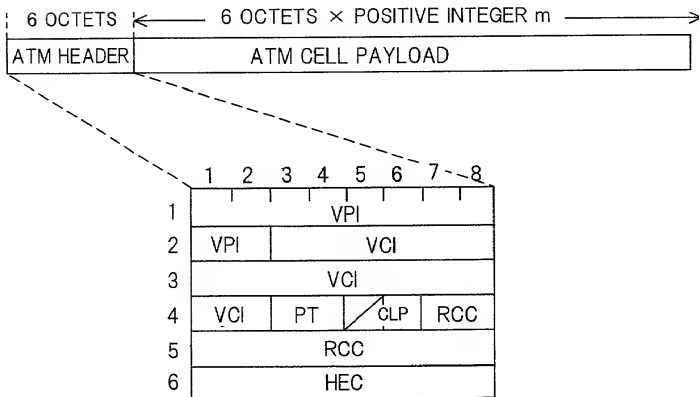 6 OCTETS 6 OCTETS × POSITIVE INTEGER m
ATM HEADER ATM CELL PAYLOAD
1 2 3 4 5 6 7 8
1 VPI
2 VPI VCI
3 VCI
4 VCI PT CLP RCC
5 RCC
6 HEC